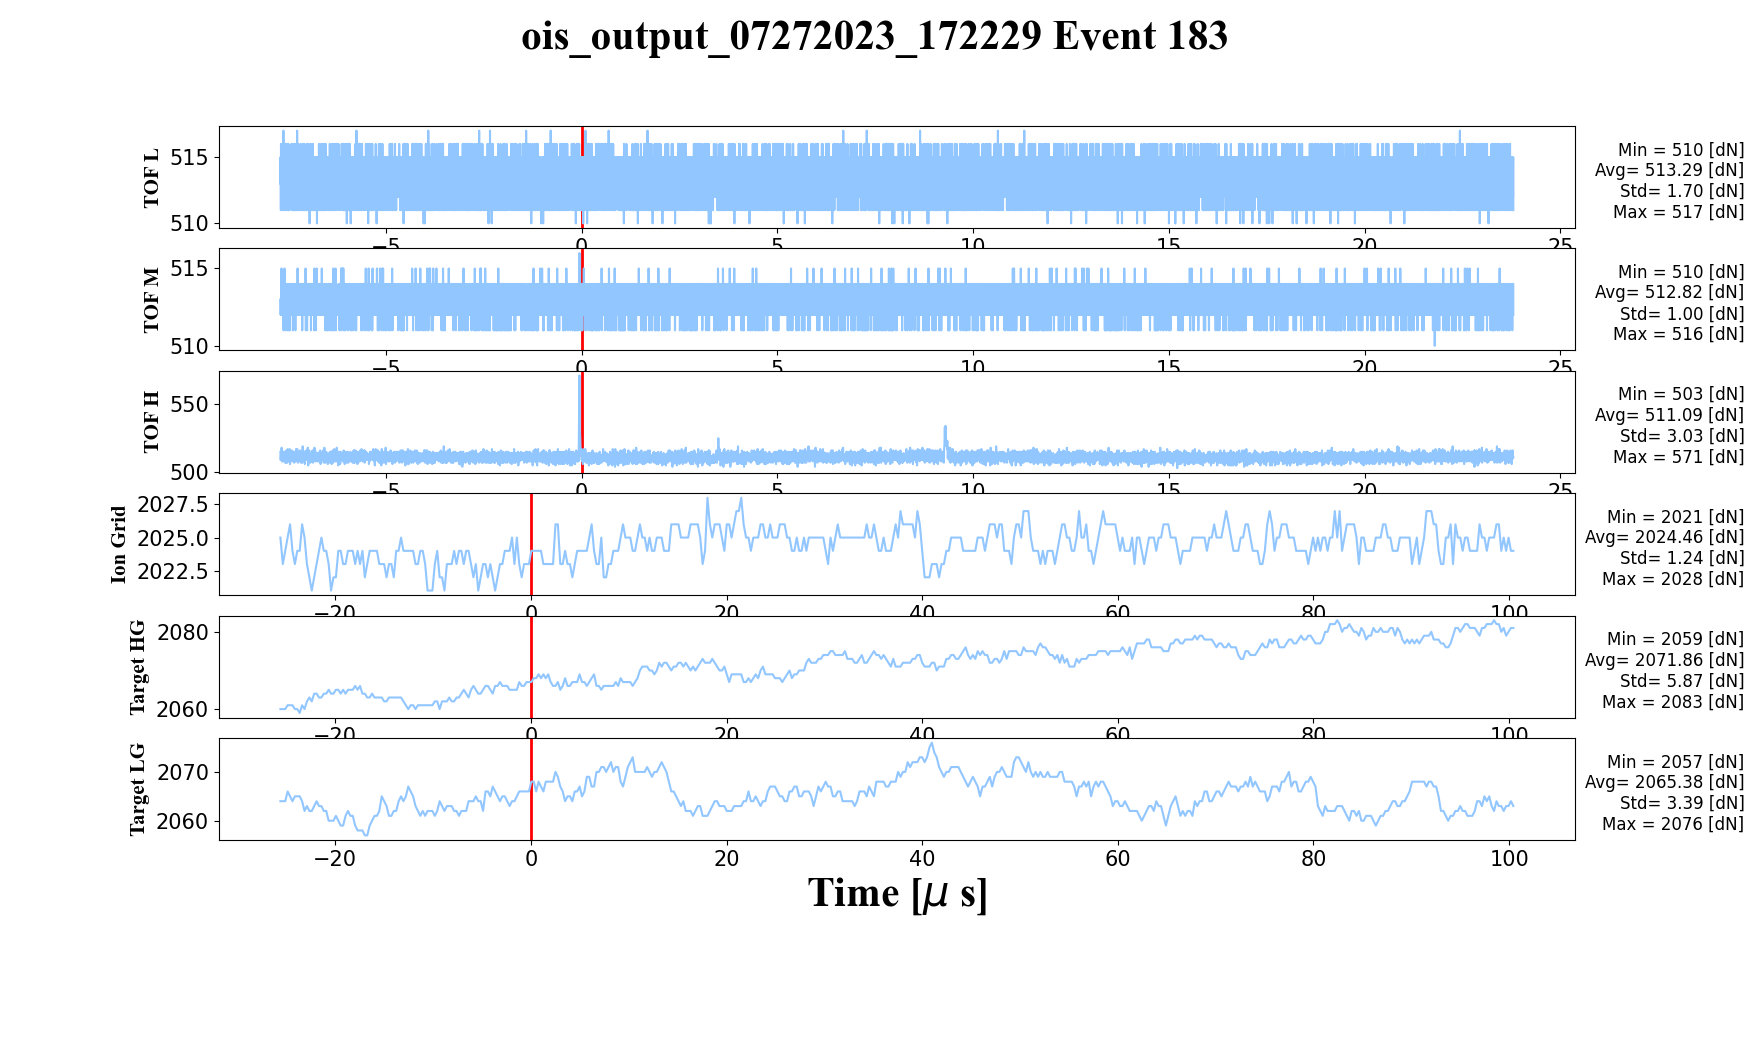 ois_output_07272023_172229 Event 183
TOF L
515
510
−5
0
5
10
15
20
25
Min = 510 [dN]
Avg= 513.29 [dN]
Std= 1.70 [dN]
Max = 517 [dN]
TOF M
515
510
−5
0
5
10
15
20
25
Min = 510 [dN]
Avg= 512.82 [dN]
Std= 1.00 [dN]
Max = 516 [dN]
TOF H
550
500
−5
0
5
10
15
20
25
Min = 503 [dN]
Avg= 511.09 [dN]
Std= 3.03 [dN]
Max = 571 [dN]
Ion Grid
2027.5
2025.0
2022.5
−20
0
20
40
60
80
100
Min = 2021 [dN]
Avg= 2024.46 [dN]
Std= 1.24 [dN]
Max = 2028 [dN]
Target HG
2080
2060
−20
0
20
40
60
80
100
Min = 2059 [dN]
Avg= 2071.86 [dN]
Std= 5.87 [dN]
Max = 2083 [dN]
Target LG
2070
2060
−20
0
20
40
60
80
100
Min = 2057 [dN]
Avg= 2065.38 [dN]
Std= 3.39 [dN]
Max = 2076 [dN]
Time [μ s]